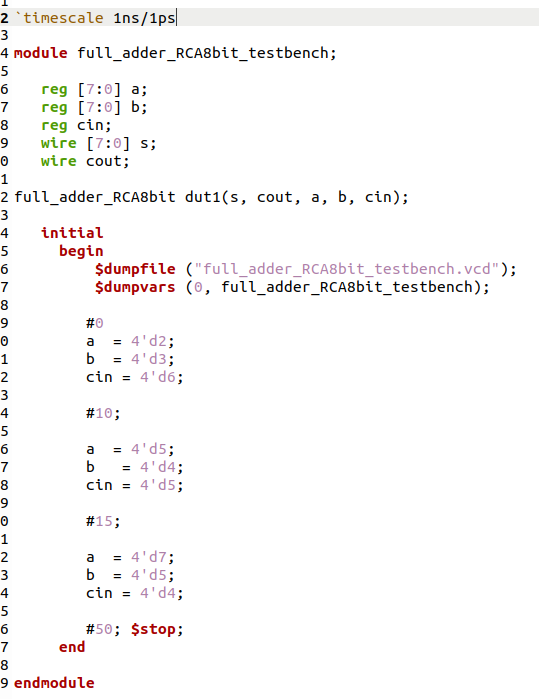 1
2 `timescale 1ns/1ps
3
4 module full_adder_RCA8bit_testbench;
5
6 reg [7:0] a;
7 reg [7:0] b;
8 reg cin;
9 wire [7:0] s;
0 wire cout;
1
2 full_adder_RCA8bit dut1(s, cout, a, b, cin);
3
4 initial
5 begin
6 $dumpfile ("full_adder_RCA8bit_testbench.vcd");
7 $dumpvars (0, full_adder_RCA8bit_testbench);
8
9 #0
0 a = 4'd2;
1 b = 4'd3;
2 cin = 4'd6;
3
4 #10;
5
6 a = 4'd5;
7 b = 4'd4;
8 cin = 4'd5;
9
0 #15;
1
2 a = 4'd7;
3 b = 4'd5;
4 cin = 4'd4;
5
6 #50; $stop;
7 end
8
9 endmodule